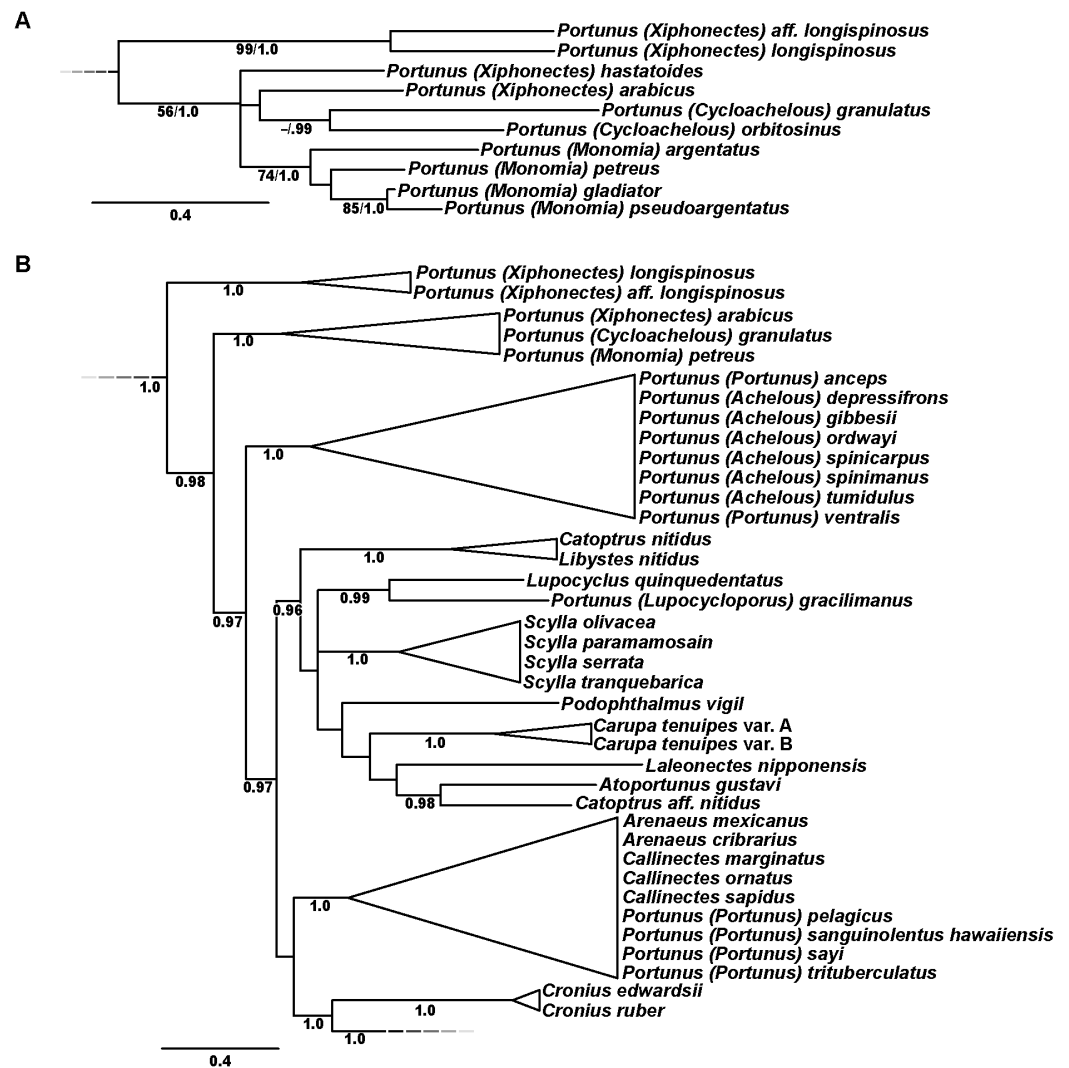 A
Portunus (Xiphonectes) aff. longispinosus
99/1.0
Portunus (Xiphonectes) longispinosus
Portunus (Xiphonectes) hastatoides
Portunus (Xiphonectes) arabicus
56/1.0
Portunus (Cycloachelous) granulatus
–/.99
Portunus (Cycloachelous) orbitosinus
Portunus (Monomia) argentatus
74/1.0
Portunus (Monomia) petreus
Portunus (Monomia) gladiator
85/1.0
Portunus (Monomia) pseudoargentatus
0.4
B
Portunus (Xiphonectes) longispinosus
1.0
Portunus (Xiphonectes) aff. longispinosus
Portunus (Xiphonectes) arabicus
Portunus (Cycloachelous) granulatus
1.0
Portunus (Monomia) petreus
Portunus (Portunus) anceps
1.0
Portunus (Achelous) depressifrons
Portunus (Achelous) gibbesii
Portunus (Achelous) ordwayi
1.0
Portunus (Achelous) spinicarpus
Portunus (Achelous) spinimanus
0.98
Portunus (Achelous) tumidulus
Portunus (Portunus) ventralis
Catoptrus nitidus
1.0
Libystes nitidus
Lupocyclus quinquedentatus
0.99
Portunus (Lupocycloporus) gracilimanus
0.96
0.97
Scylla olivacea
Scylla paramamosain
1.0
Scylla serrata
Scylla tranquebarica
Podophthalmus vigil
Carupa tenuipes var. A
1.0
Carupa tenuipes var. B
Laleonectes nipponensis
0.97
Atoportunus gustavi
0.98
Catoptrus aff. nitidus
Arenaeus mexicanus
Arenaeus cribrarius
Callinectes marginatus
Callinectes ornatus
Callinectes sapidus
1.0
Portunus (Portunus) pelagicus
Portunus (Portunus) sanguinolentus hawaiiensis
Portunus (Portunus) sayi
Portunus (Portunus) trituberculatus
Cronius edwardsii
1.0
Cronius ruber
1.0
1.0
0.4